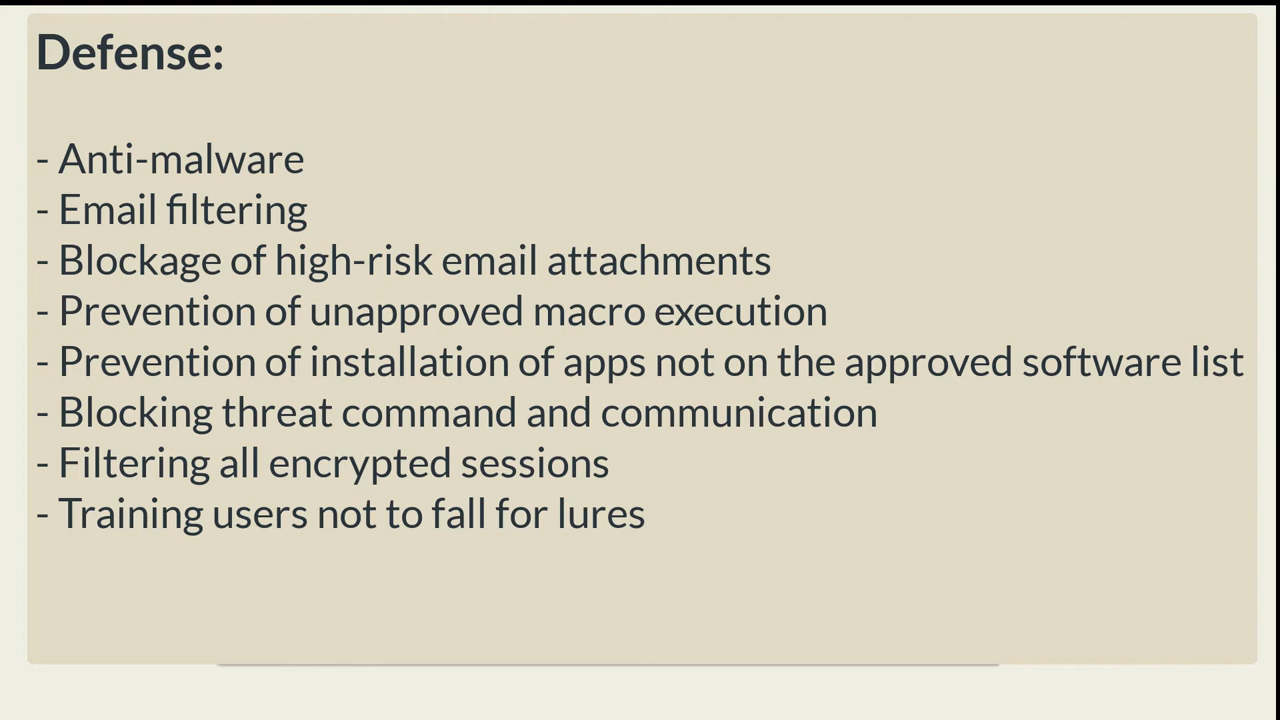 Defense:
- Anti-malware
- Email filtering
- Blockage of high-risk email attachments
- Prevention of unapproved macro execution
- Prevention of installation of apps not on the approved software list
- Blocking threat command and communication
- Filtering all encrypted sessions
- Training users not to fall for lures